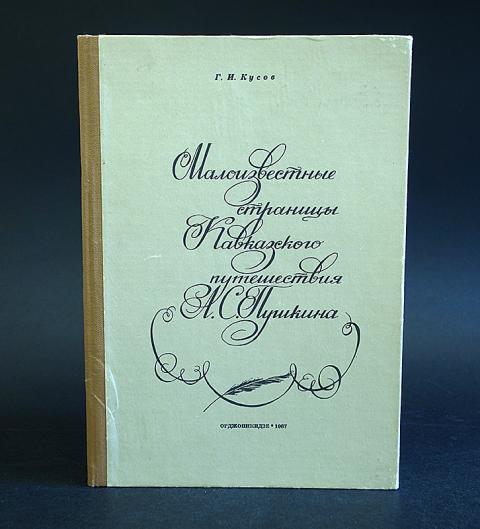 Г. И. Кусов
Малоизвестные
страницы
Кавказского
путешествия
А.С.Пушкина
ОРДЖОНИКИДЗЕ • 1987